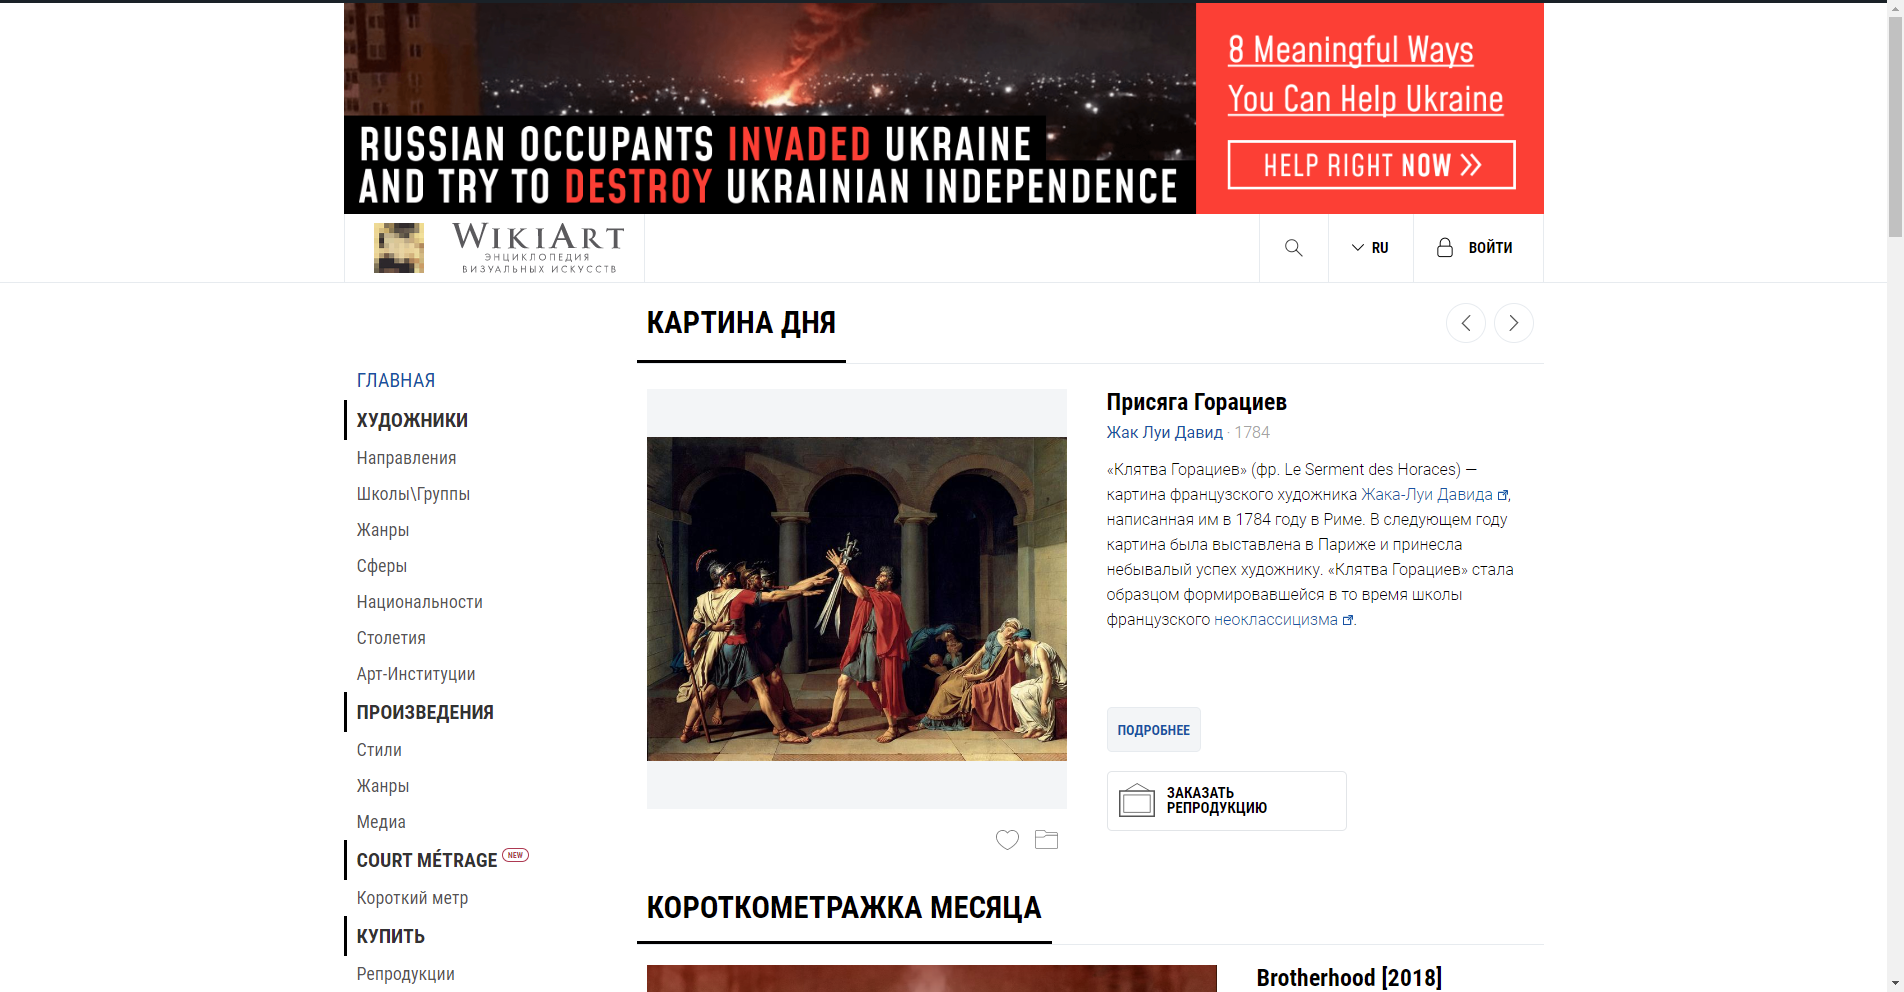 RUSSIAN OCCUPANTS INVADED UKRAINE
AND TRY TO DESTROY UKRAINIAN INDEPENDENCE
8 Meaningful Ways
You Can Help Ukraine
HELP RIGHT NOW >>
WIKIART
ЭНЦИКЛОПЕДИЯ
ВИЗУАЛЬНЫХ ИСКУССТВ
RU
ВОЙТИ
ГЛАВНАЯ
ХУДОЖНИКИ
Направления
Школы\Группы
Жанры
Сферы
Национальности
Столетия
Арт-Институции
ПРОИЗВЕДЕНИЯ
Стили
Жанры
Медиа
COURT MÉTRAGE NEW
Короткий метр
КУПИТЬ
Репродукции
КАРТИНА ДНЯ
Присяга Горациев
Жак Луи Давид · 1784
«Клятва Горациев» (фр. Le Serment des Horaces) —
картина французского художника Жака-Луи Давида,
написанная им в 1784 году в Риме. В следующем году
картина была выставлена в Париже и принесла
небывалый успех художнику. «Клятва Горациев» стала
образцом формировавшейся в то время школы
французского неоклассицизма.
ПОДРОБНЕЕ
ЗАКАЗАТЬ
РЕПРОДУКЦИЮ
КОРОТКОМЕТРАЖКА МЕСЯЦА
Brotherhood [2018]